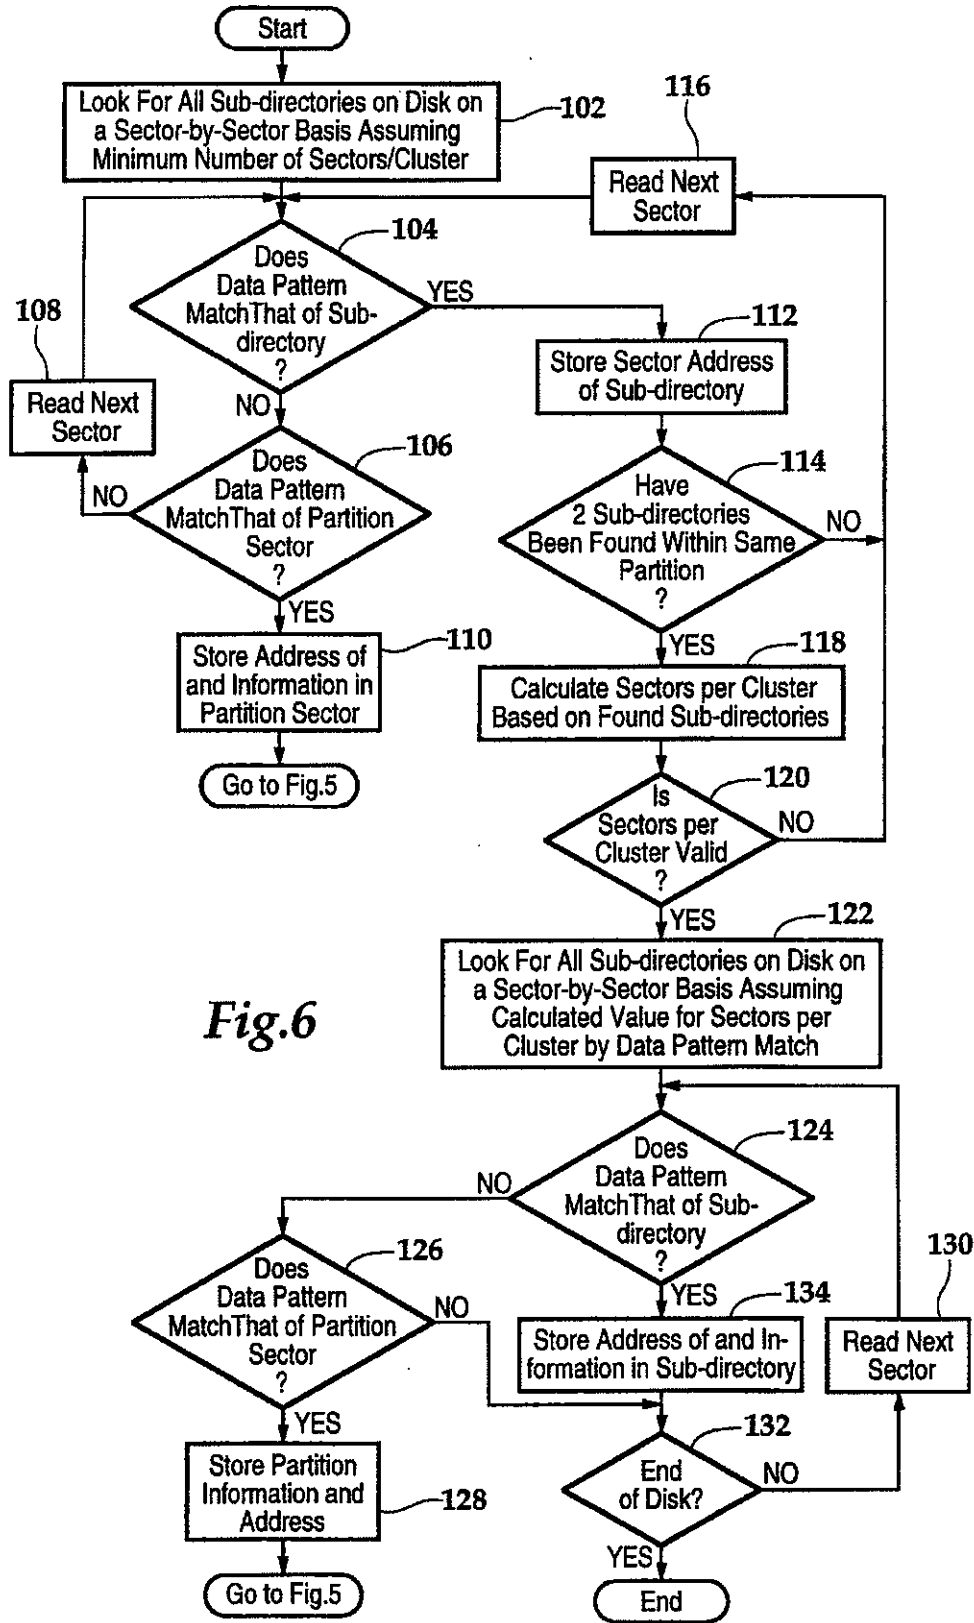 Start
Look For All Sub-directories on Disk on
a Sector-by-Sector Basis Assuming
Minimum Number of Sectors/Cluster
102
116
Read Next
Sector
104
Does
Data Pattern
MatchThat of Sub-
directory
?
YES
NO
108
Read Next
Sector
112
Store Sector Address
of Sub-directory
106
Does
Data Pattern
MatchThat of Partition
Sector
?
NO
YES
114
Have
2 Sub-directories
Been Found Within Same
Partition
?
NO
YES
110
Store Address of
and Information in
Partition Sector
Go to Fig.5
118
Calculate Sectors per Cluster
Based on Found Sub-directories
120
Is
Sectors per
Cluster Valid
?
NO
YES
122
Look For All Sub-directories on Disk on
a Sector-by-Sector Basis Assuming
Calculated Value for Sectors per
Cluster by Data Pattern Match
Fig.6
124
Does
Data Pattern
MatchThat of Sub-
directory
?
NO
YES
126
Does
Data Pattern
MatchThat of Partition
Sector
?
NO
YES
134
Store Address of and In-
formation in Sub-directory
130
Read Next
Sector
132
End
of Disk?
NO
YES
128
Store Partition
Information and
Address
Go to Fig.5
End